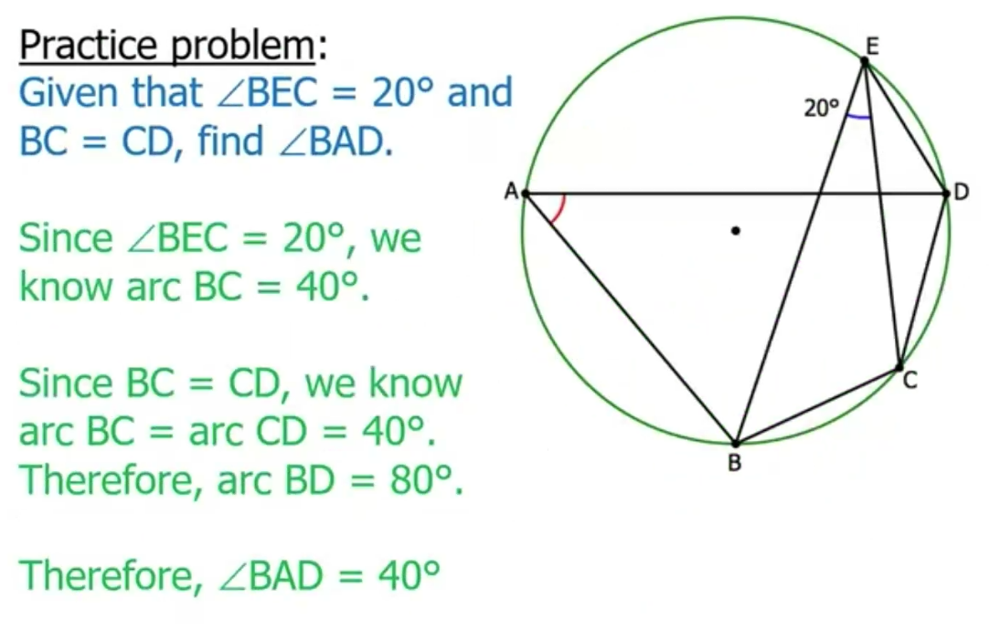 Practice problem:
Given that ∠BEC = 20° and
BC = CD, find ∠BAD.
Since ∠BEC = 20°, we
know arc BC = 40°.
Since BC = CD, we know
arc BC = arc CD = 40°.
Therefore, arc BD = 80°.
Therefore, ∠BAD = 40°
E
20°
A
D
C
B